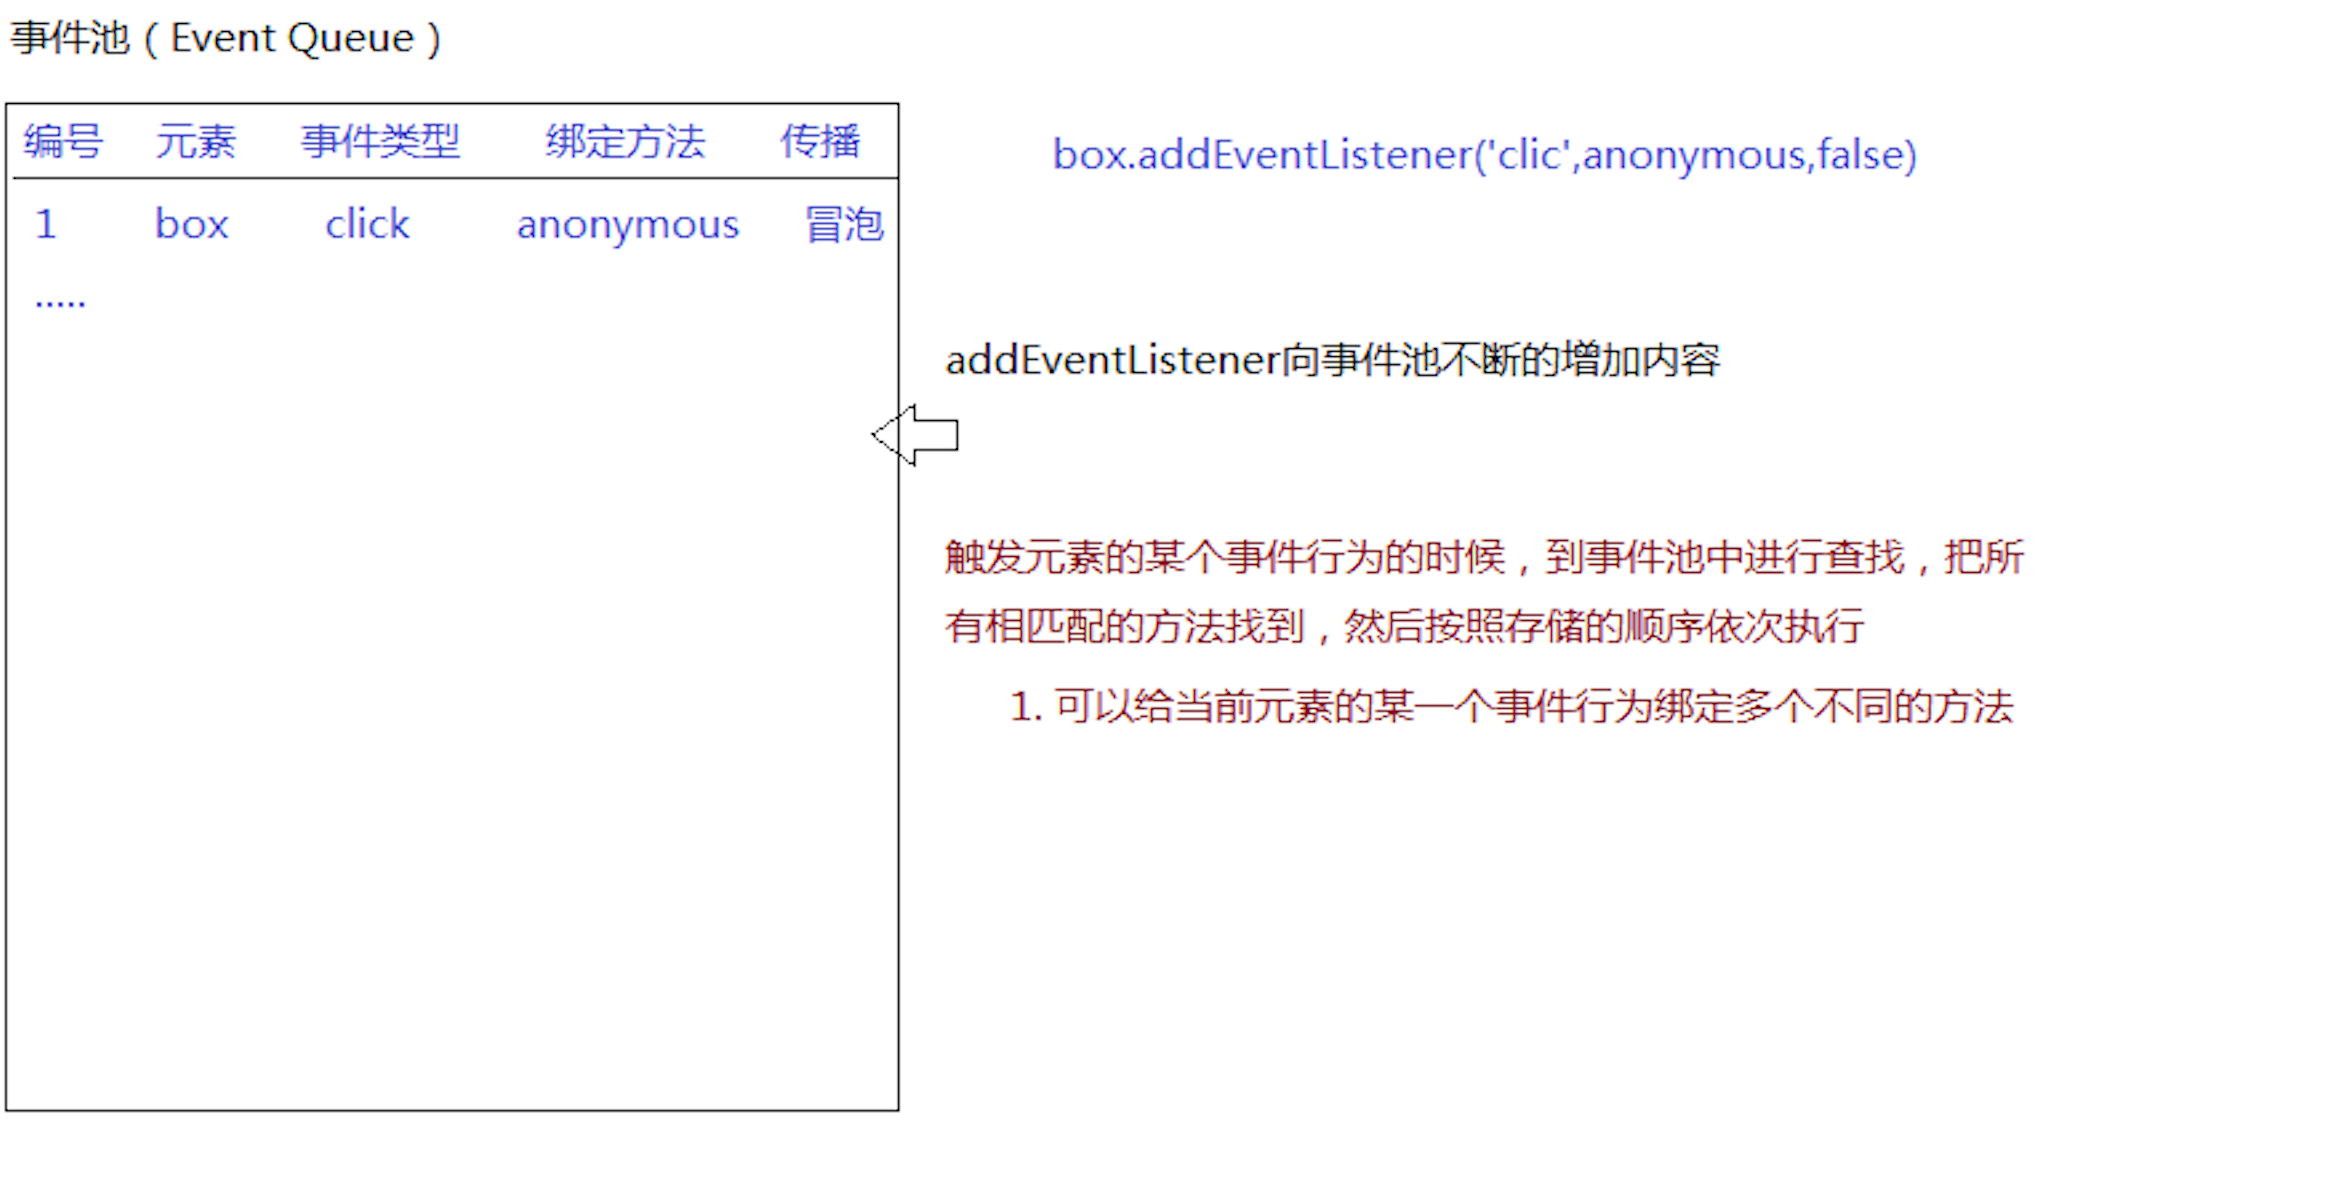 事件池（Event Queue）
编号 元素 事件类型 绑定方法 传播
1 box click anonymous 冒泡
.....
box.addEventListener('clic',anonymous,false)
addEventListener向事件池不断的增加内容
触发元素的某个事件行为的时候，到事件池中进行查找，把所
有相匹配的方法找到，然后按照存储的顺序依次执行
1. 可以给当前元素的某一个事件行为绑定多个不同的方法